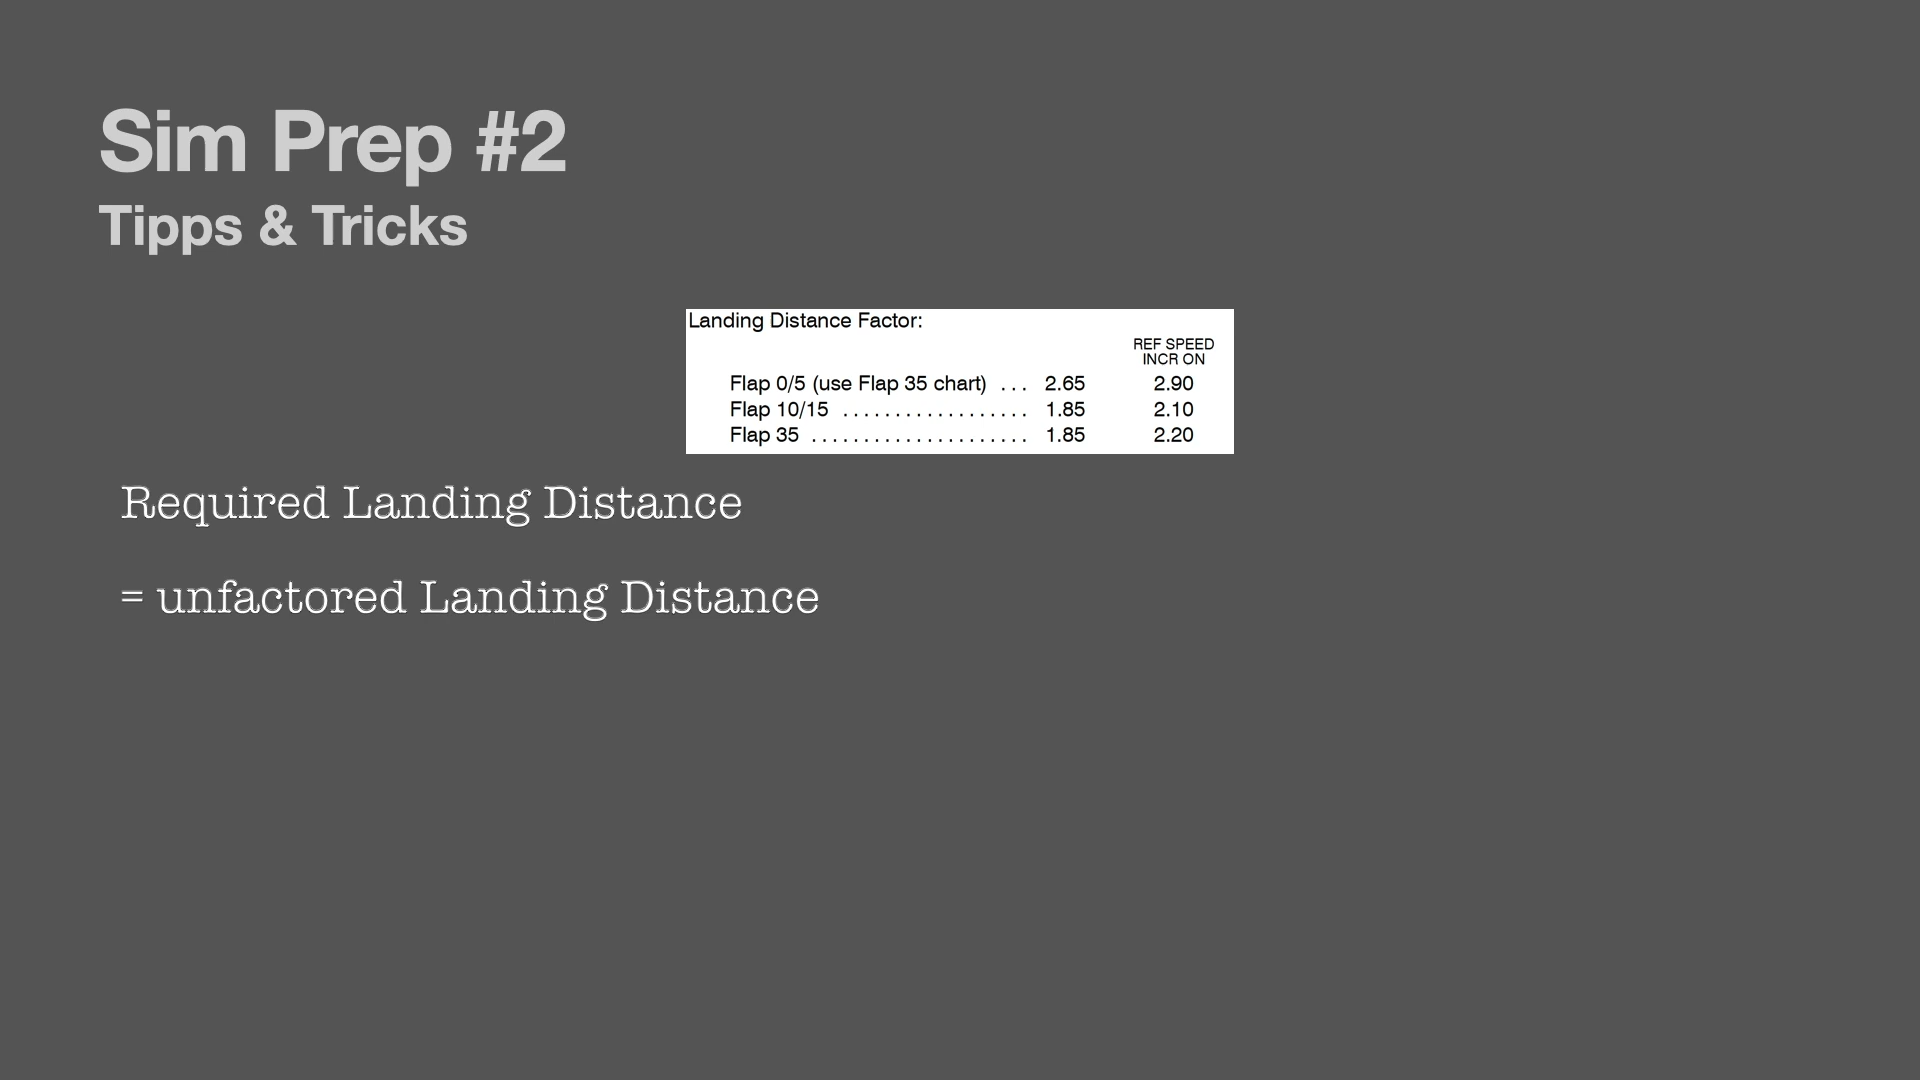 Sim Prep #2
Tipps & Tricks
Landing Distance Factor:
REF SPEED
INCR ON
Flap 0/5 (use Flap 35 chart) ... 2.65 2.90
Flap 10/15 .................. 1.85 2.10
Flap 35 ..................... 1.85 2.20
Required Landing Distance
= unfactored Landing Distance